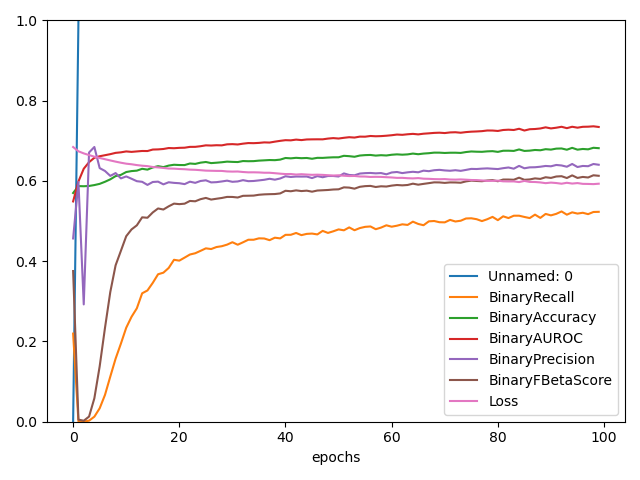 1.0
0.8
0.6
0.4
0.2
0.0
Unnamed: 0
BinaryRecall
BinaryAccuracy
BinaryAUROC
BinaryPrecision
BinaryFBetaScore
Loss
0 20 40 60 80 100
epochs